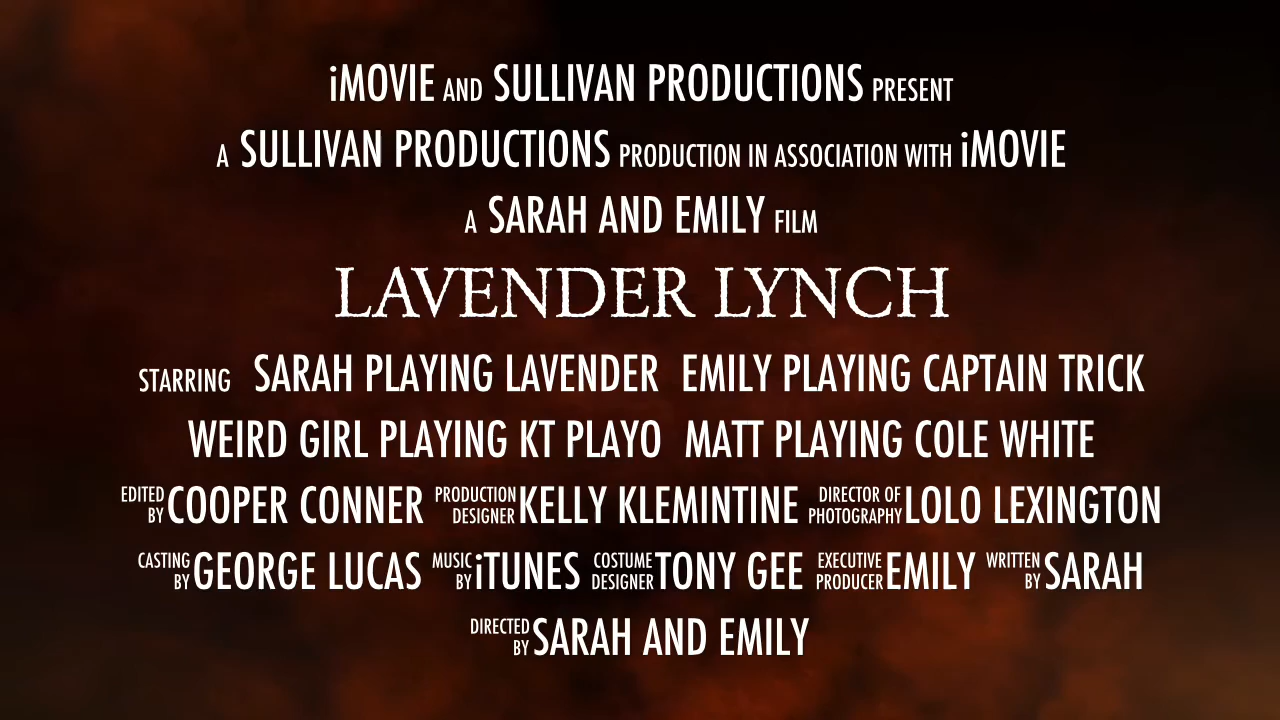 iMOVIE AND SULLIVAN PRODUCTIONS PRESENT
A SULLIVAN PRODUCTIONS PRODUCTION IN ASSOCIATION WITH iMOVIE
A SARAH AND EMILY FILM
LAVENDER LYNCH
STARRING SARAH PLAYING LAVENDER EMILY PLAYING CAPTAIN TRICK
WEIRD GIRL PLAYING KT PLAYO MATT PLAYING COLE WHITE
EDITED BY COOPER CONNER PRODUCTION DESIGNER KELLY KLEMINTINE DIRECTOR OF PHOTOGRAPHY LOLO LEXINGTON
CASTING BY GEORGE LUCAS MUSIC BY iTUNES COSTUME DESIGNER TONY GEE EXECUTIVE PRODUCER EMILY WRITTEN BY SARAH
DIRECTED BY SARAH AND EMILY